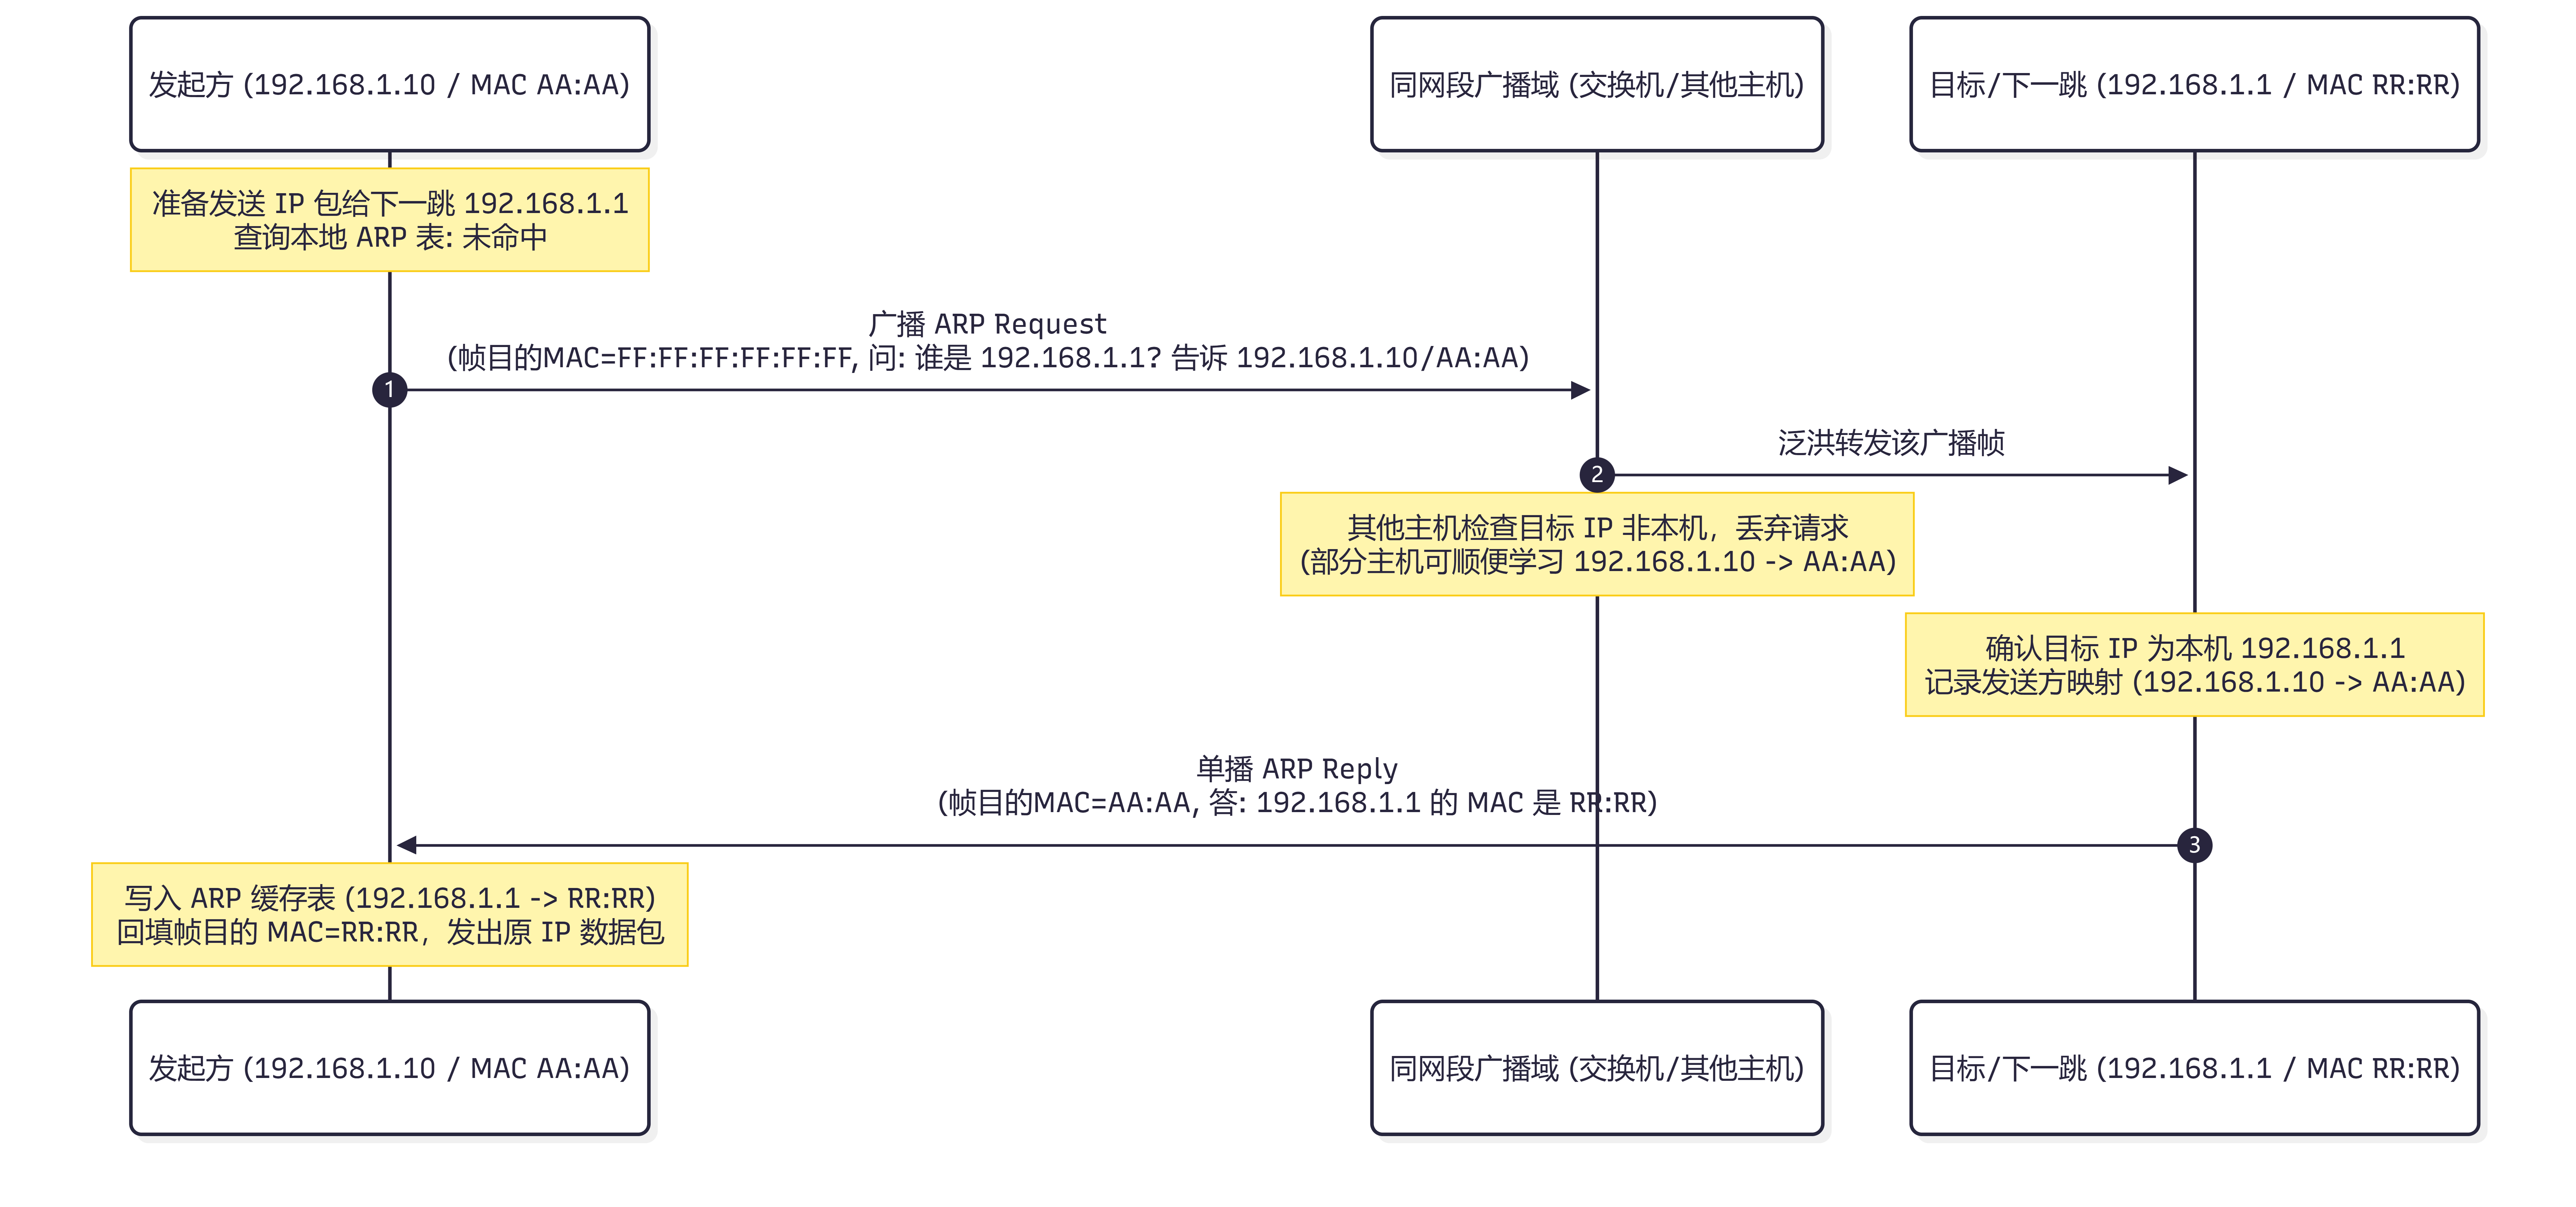 发起方 (192.168.1.10 / MAC AA:AA)
同网段广播域 (交换机/其他主机)
目标/下一跳 (192.168.1.1 / MAC RR:RR)
准备发送 IP 包给下一跳 192.168.1.1
查询本地 ARP 表: 未命中
广播 ARP Request
(帧目的MAC=FF:FF:FF:FF:FF:FF, 问: 谁是 192.168.1.1? 告诉 192.168.1.10/AA:AA)
1
泛洪转发该广播帧
2
其他主机检查目标 IP 非本机，丢弃请求
(部分主机可顺便学习 192.168.1.10 -> AA:AA)
确认目标 IP 为本机 192.168.1.1
记录发送方映射 (192.168.1.10 -> AA:AA)
单播 ARP Reply
(帧目的MAC=AA:AA, 答: 192.168.1.1 的 MAC 是 RR:RR)
3
写入 ARP 缓存表 (192.168.1.1 -> RR:RR)
回填帧目的 MAC=RR:RR，发出原 IP 数据包
发起方 (192.168.1.10 / MAC AA:AA)
同网段广播域 (交换机/其他主机)
目标/下一跳 (192.168.1.1 / MAC RR:RR)